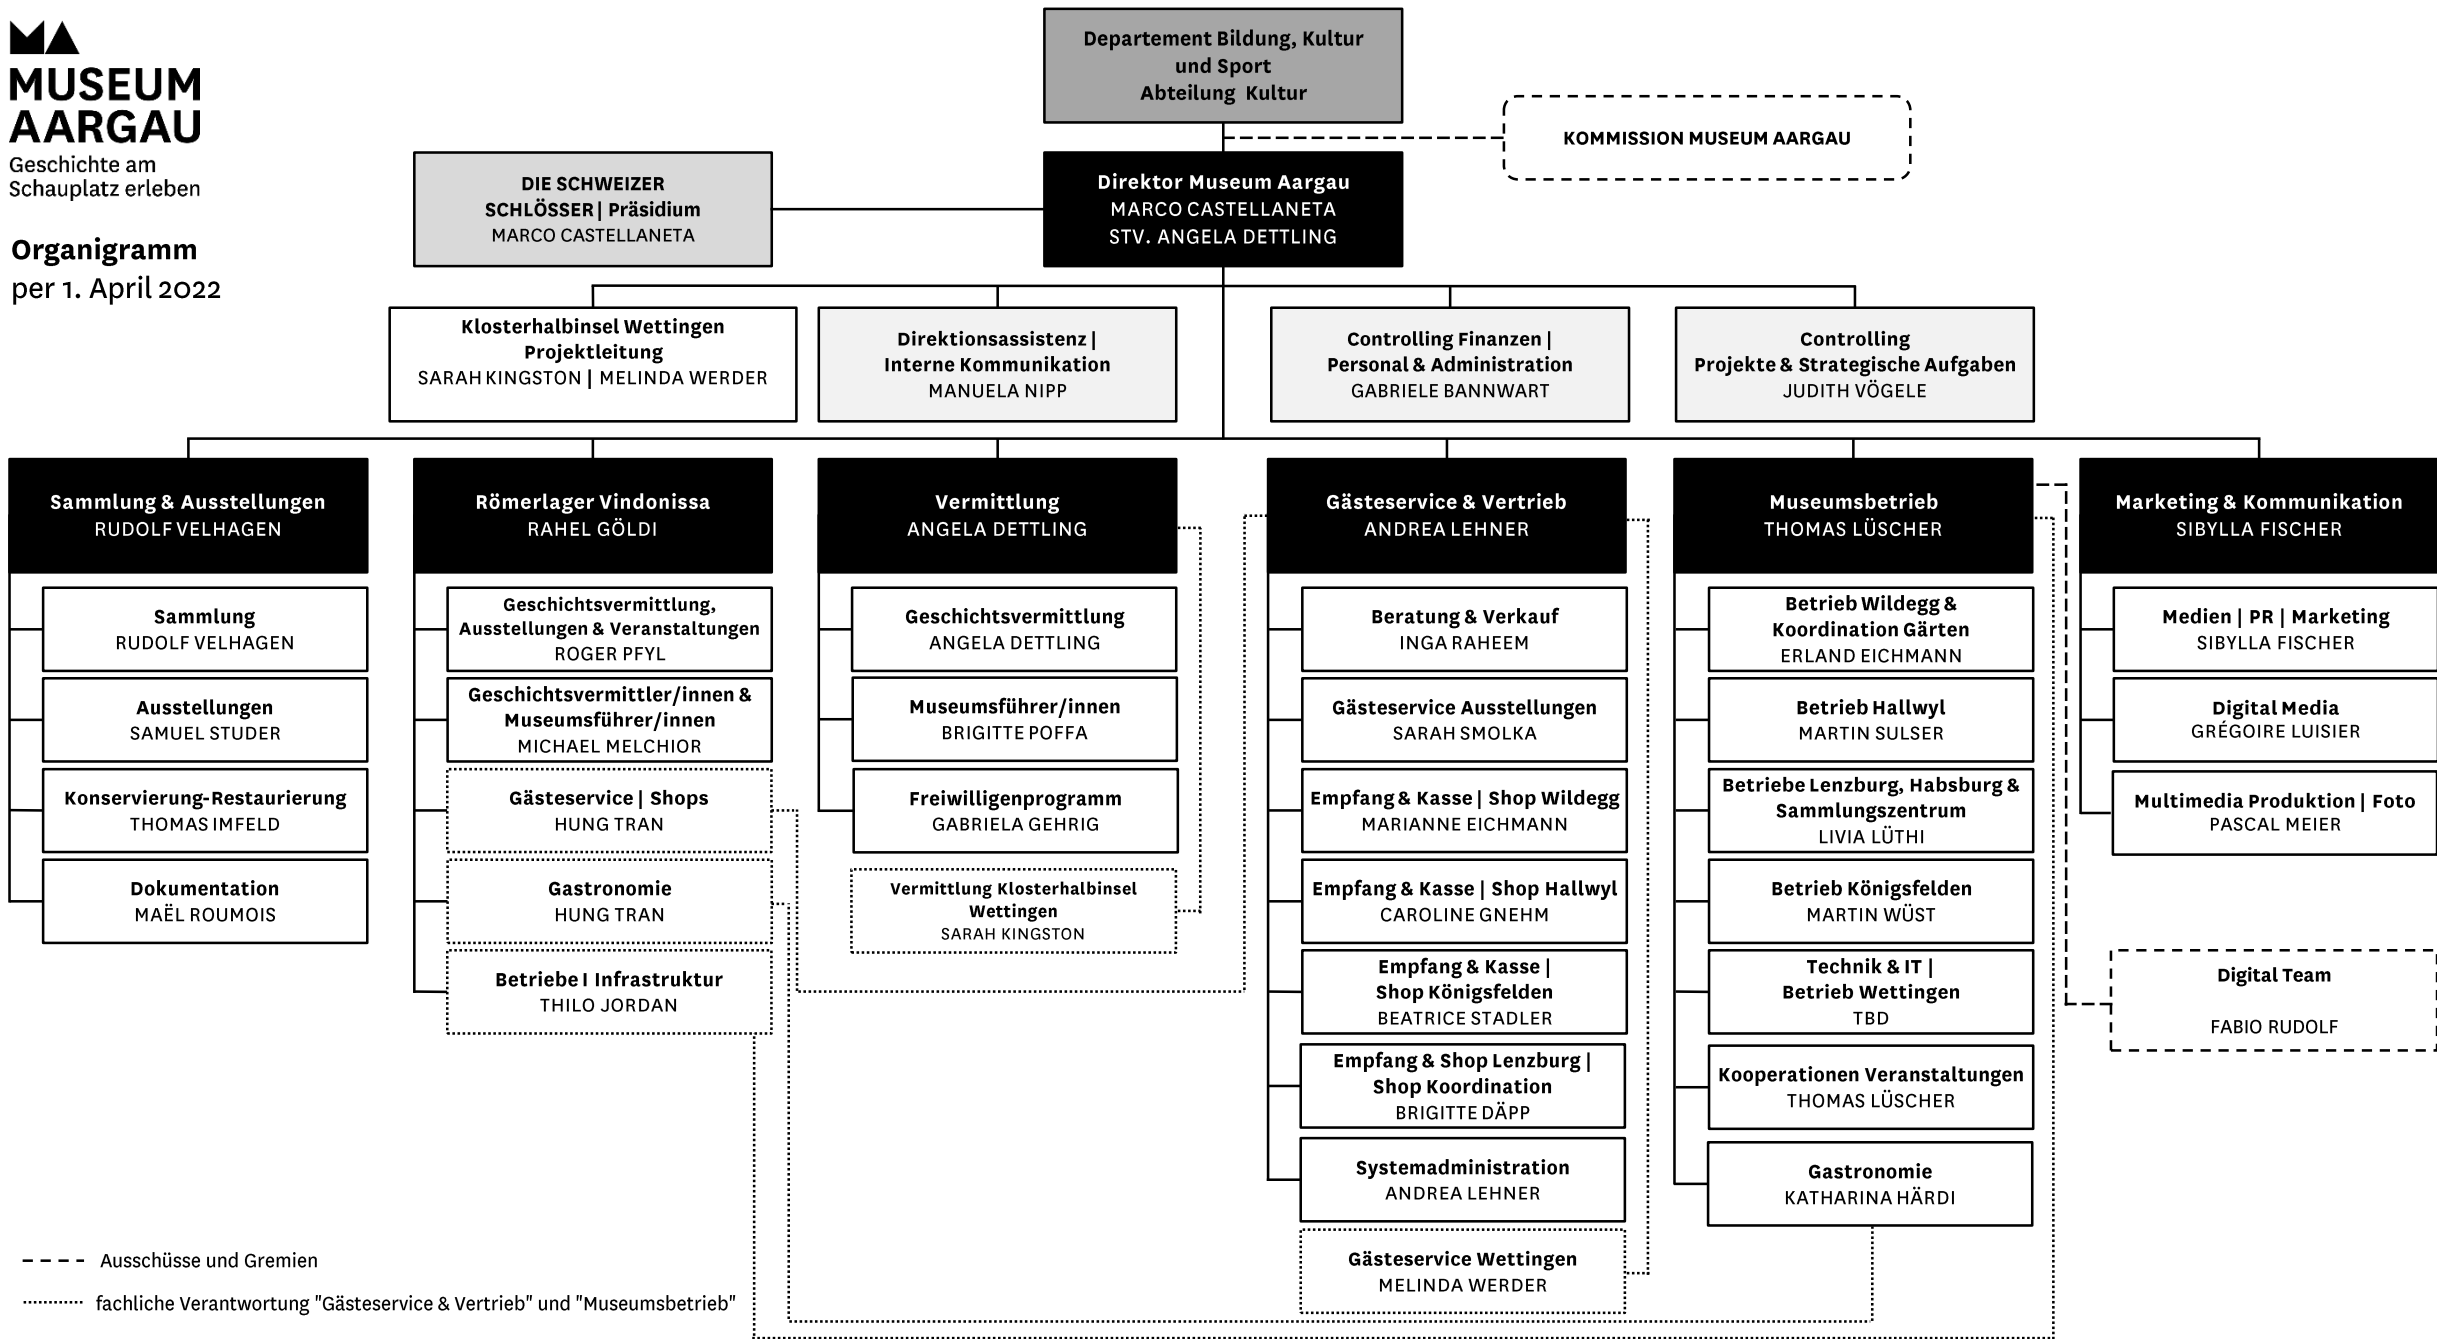 MUSEUM
AARGAU
Geschichte am
Schauplatz erleben
Organigramm
per 1. April 2022
Departement Bildung, Kultur
und Sport
Abteilung Kultur
KOMMISSION MUSEUM AARGAU
DIE SCHWEIZER
SCHLÖSSER | Präsidium
MARCO CASTELLANETA
Direktor Museum Aargau
MARCO CASTELLANETA
STV. ANGELA DETTLING
Klosterhalbinsel Wettingen
Projektleitung
SARAH KINGSTON | MELINDA WERDER
Direktionsassistenz |
Interne Kommunikation
MANUELA NIPP
Controlling Finanzen |
Personal & Administration
GABRIELE BANNWART
Controlling
Projekte & Strategische Aufgaben
JUDITH VÖGELE
Sammlung & Ausstellungen
RUDOLF VELHAGEN
Sammlung
RUDOLF VELHAGEN
Ausstellungen
SAMUEL STUDER
Konservierung-Restaurierung
THOMAS IMFELD
Dokumentation
MAËL ROUMOIS
Römerlager Vindonissa
RAHEL GÖLDI
Geschichtsvermittlung,
Ausstellungen & Veranstaltungen
ROGER PFYL
Geschichtsvermittler/innen &
Museumsführer/innen
MICHAEL MELCHIOR
Gästeservice | Shops
HUNG TRAN
Gastronomie
HUNG TRAN
Betriebe I Infrastruktur
THILO JORDAN
Vermittlung
ANGELA DETTLING
Geschichtsvermittlung
ANGELA DETTLING
Museumsführer/innen
BRIGITTE POFFA
Freiwilligenprogramm
GABRIELA GEHRIG
Vermittlung Klosterhalbinsel
Wettingen
SARAH KINGSTON
Gästeservice & Vertrieb
ANDREA LEHNER
Beratung & Verkauf
INGA RAHEEM
Gästeservice Ausstellungen
SARAH SMOLKA
Empfang & Kasse | Shop Wildegg
MARIANNE EICHMANN
Empfang & Kasse | Shop Hallwyl
CAROLINE GNEHM
Empfang & Kasse |
Shop Königsfelden
BEATRICE STADLER
Empfang & Shop Lenzburg |
Shop Koordination
BRIGITTE DÄPP
Systemadministration
ANDREA LEHNER
Gästeservice Wettingen
MELINDA WERDER
Museumsbetrieb
THOMAS LÜSCHER
Betrieb Wildegg &
Koordination Gärten
ERLAND EICHMANN
Betrieb Hallwyl
MARTIN SULSER
Betriebe Lenzburg, Habsburg &
Sammlungszentrum
LIVIA LÜTHI
Betrieb Königsfelden
MARTIN WÜST
Technik & IT |
Betrieb Wettingen
TBD
Kooperationen Veranstaltungen
THOMAS LÜSCHER
Gastronomie
KATHARINA HÄRDI
Marketing & Kommunikation
SIBYLLA FISCHER
Medien | PR | Marketing
SIBYLLA FISCHER
Digital Media
GRÉGOIRE LUISIER
Multimedia Produktion | Foto
PASCAL MEIER
Digital Team
FABIO RUDOLF
Ausschüsse und Gremien
fachliche Verantwortung "Gästeservice & Vertrieb" und "Museumsbetrieb"